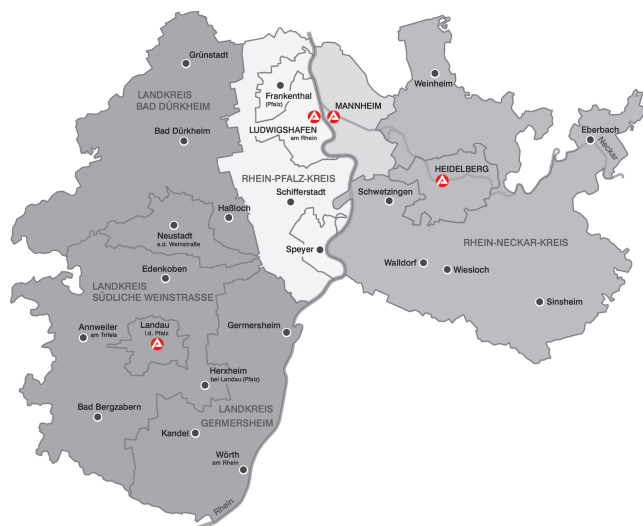 Grünstadt
LANDKREIS
BAD DÜRKHEIM
Bad Dürkheim
Frankenthal
(Pfalz)
LUDWIGSHAFEN
am Rhein
MANNHEIM
Weinheim
Eberbach
Neckar
HEIDELBERG
RHEIN-PFALZ-KREIS
Schifferstadt
Schwetzingen
Haßloch
Neustadt
a.d. Weinstraße
Speyer
RHEIN-NECKAR-KREIS
Walldorf
Wiesloch
Sinsheim
Edenkoben
LANDKREIS
SÜDLICHE WEINSTRASSE
Annweiler
am Trifels
Landau
i.d. Pfalz
Germersheim
Herxheim
bei Landau (Pfalz)
Bad Bergzabern
LANDKREIS
GERMERSHEIM
Kandel
Wörth
am Rhein
Rhein